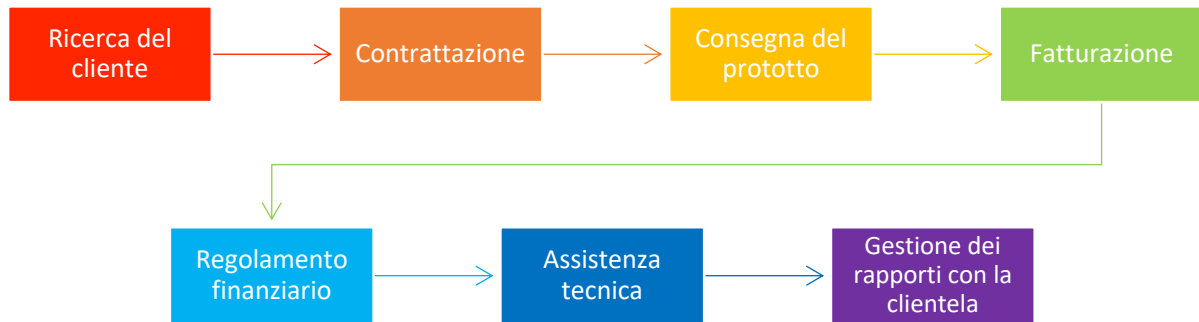 Ricerca del
cliente
Contrattazione
Consegna del
prototto
Fatturazione
Regolamento
finanziario
Assistenza
tecnica
Gestione dei
rapporti con la
clientela